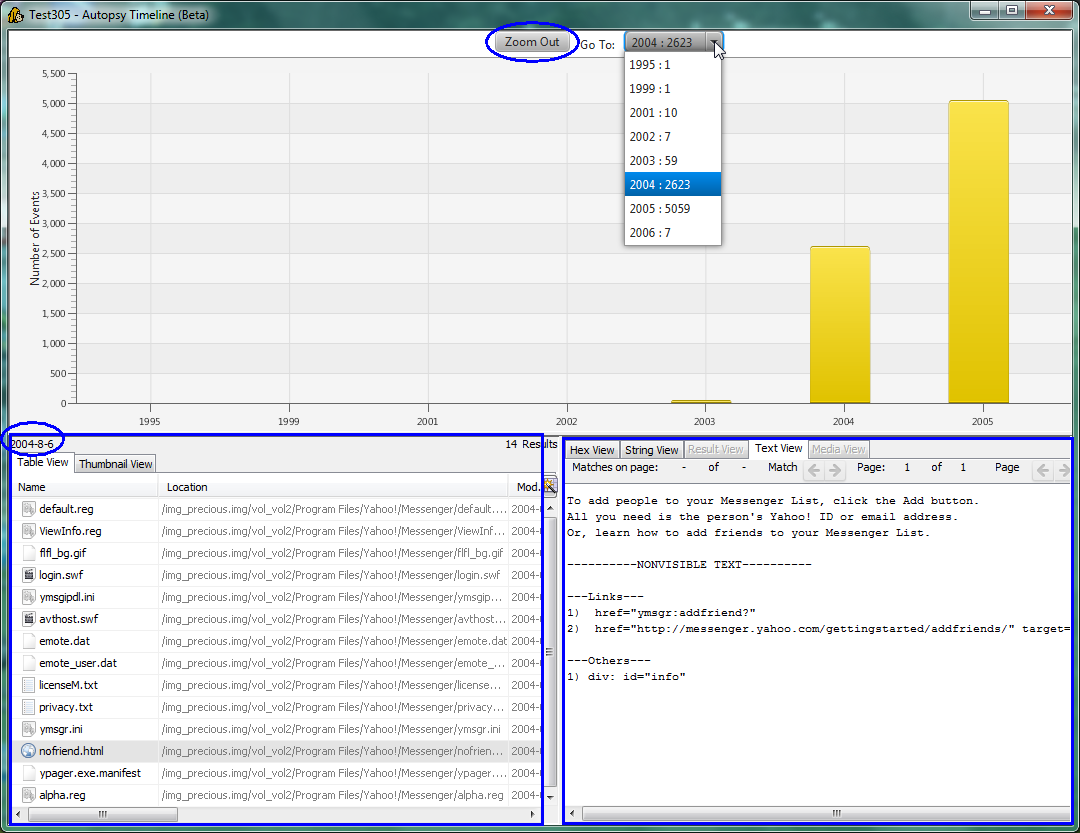 Test305 - Autopsy Timeline (Beta)
Zoom Out Go To: 2004 : 2623
1995 : 1
1999 : 1
2001 : 10
2002 : 7
2003 : 59
2004 : 2623
2005 : 5059
2006 : 7
Number of Events
5,500
5,000
4,500
4,000
3,500
3,000
2,500
2,000
1,500
1,000
500
0
1995 1999 2001 2002 2003 2004 2005
2004-8-6 14 Results
Table View Thumbnail View
Name Location Mod.
default.reg /img_precious.img/vol_vol2/Program Files/Yahoo!/Messenger/default.... 2004-
ViewInfo.reg /img_precious.img/vol_vol2/Program Files/Yahoo!/Messenger/ViewInf... 2004-
flfl_bg.gif /img_precious.img/vol_vol2/Program Files/Yahoo!/Messenger/flfl_bg.gif 2004-
login.swf /img_precious.img/vol_vol2/Program Files/Yahoo!/Messenger/login.swf 2004-
ymsgipdl.ini /img_precious.img/vol_vol2/Program Files/Yahoo!/Messenger/ymsgip... 2004-
avthost.swf /img_precious.img/vol_vol2/Program Files/Yahoo!/Messenger/avthost... 2004-
emote.dat /img_precious.img/vol_vol2/Program Files/Yahoo!/Messenger/emote.dat 2004-
emote_user.dat /img_precious.img/vol_vol2/Program Files/Yahoo!/Messenger/emote_... 2004-
licenseM.txt /img_precious.img/vol_vol2/Program Files/Yahoo!/Messenger/license... 2004-
privacy.txt /img_precious.img/vol_vol2/Program Files/Yahoo!/Messenger/privacy... 2004-
ymsgr.ini /img_precious.img/vol_vol2/Program Files/Yahoo!/Messenger/ymsgr.ini 2004-
nofriend.html /img_precious.img/vol_vol2/Program Files/Yahoo!/Messenger/nofrien... 2004-
ypager.exe.manifest /img_precious.img/vol_vol2/Program Files/Yahoo!/Messenger/ypager.... 2004-
alpha.reg /img_precious.img/vol_vol2/Program Files/Yahoo!/Messenger/alpha.reg 2004-
Hex View String View Result View Text View Media View
Matches on page: - of - Match Page: 1 of 1 Page
To add people to your Messenger List, click the Add button.
All you need is the person's Yahoo! ID or email address.
Or, learn how to add friends to your Messenger List.
----------NONVISIBLE TEXT----------
---Links---
1) href="ymsgr:addfriend?"
2) href="http://messenger.yahoo.com/gettingstarted/addfriends/" target=
---Others---
1) div: id="info"